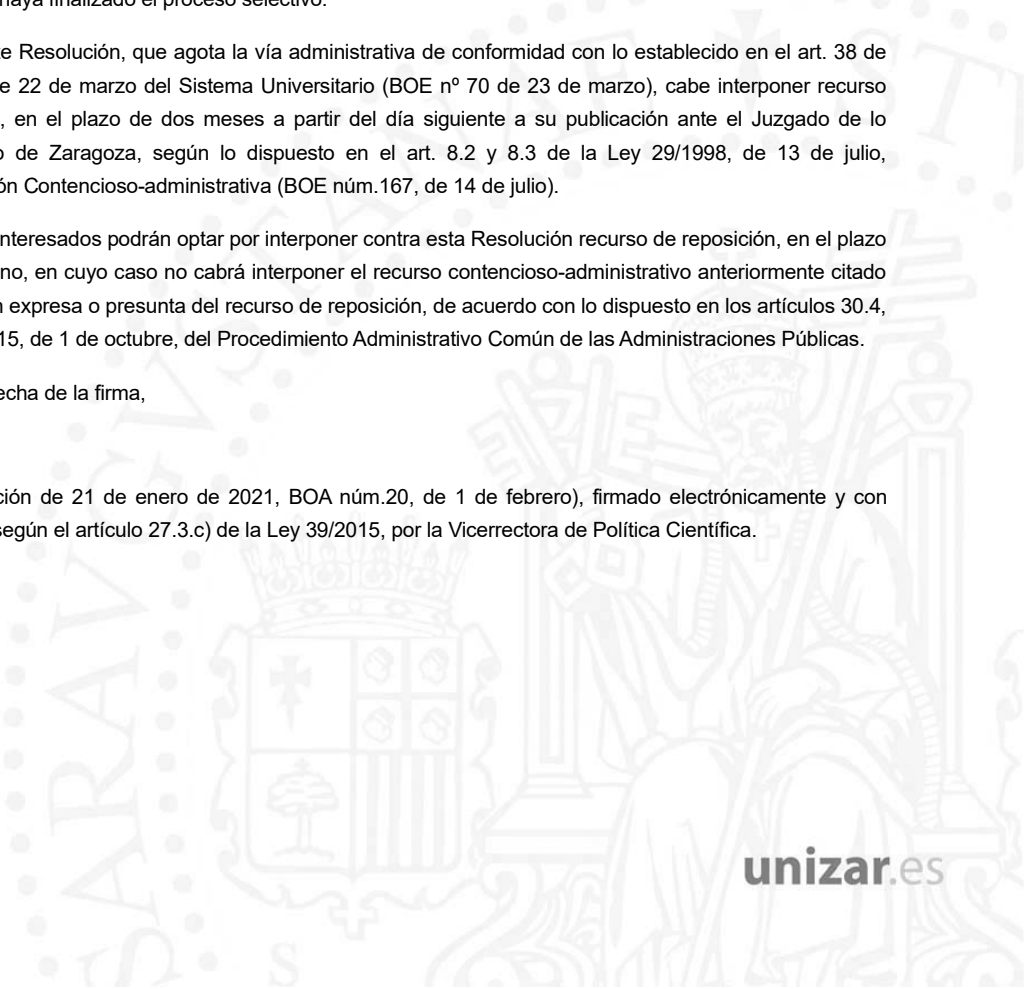 haya finalizado el proceso selectivo.
te Resolución, que agota la vía administrativa de conformidad con lo establecido en el art. 38 de
e 22 de marzo del Sistema Universitario (BOE nº 70 de 23 de marzo), cabe interponer recurso
, en el plazo de dos meses a partir del día siguiente a su publicación ante el Juzgado de lo
o de Zaragoza, según lo dispuesto en el art. 8.2 y 8.3 de la Ley 29/1998, de 13 de julio,
ón Contencioso-administrativa (BOE núm.167, de 14 de julio).
nteresados podrán optar por interponer contra esta Resolución recurso de reposición, en el plazo
no, en cuyo caso no cabrá interponer el recurso contencioso-administrativo anteriormente citado
n expresa o presunta del recurso de reposición, de acuerdo con lo dispuesto en los artículos 30.4,
15, de 1 de octubre, del Procedimiento Administrativo Común de las Administraciones Públicas.
echa de la firma,
ción de 21 de enero de 2021, BOA núm.20, de 1 de febrero), firmado electrónicamente y con
según el artículo 27.3.c) de la Ley 39/2015, por la Vicerrectora de Política Científica.
unizar.es